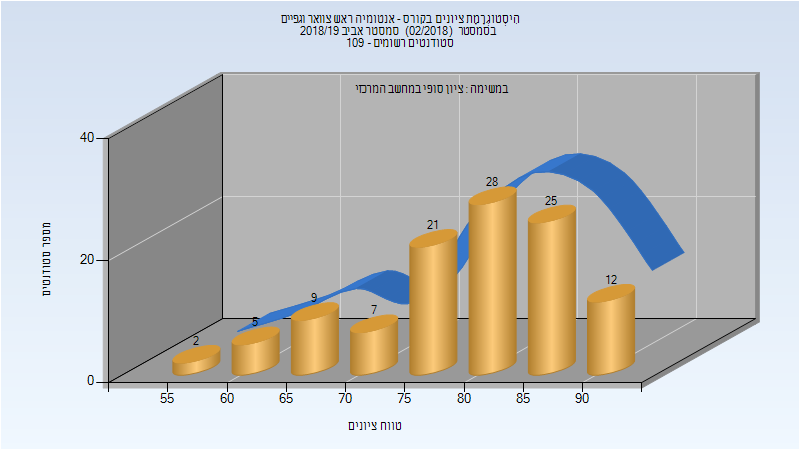 היסטוגרמת ציונים בקורס - אנטומיה ראש צוואר וגפיים
בסמסטר (02/2018) סמסטר אביב 2018/19
סטודנטים רשומים - 109
במשימה : ציון סופי במחשב המרכזי
מספר סטודנטים
40
20
0
2
5
9
7
21
28
25
12
55 60 65 70 75 80 85 90
טווח ציונים